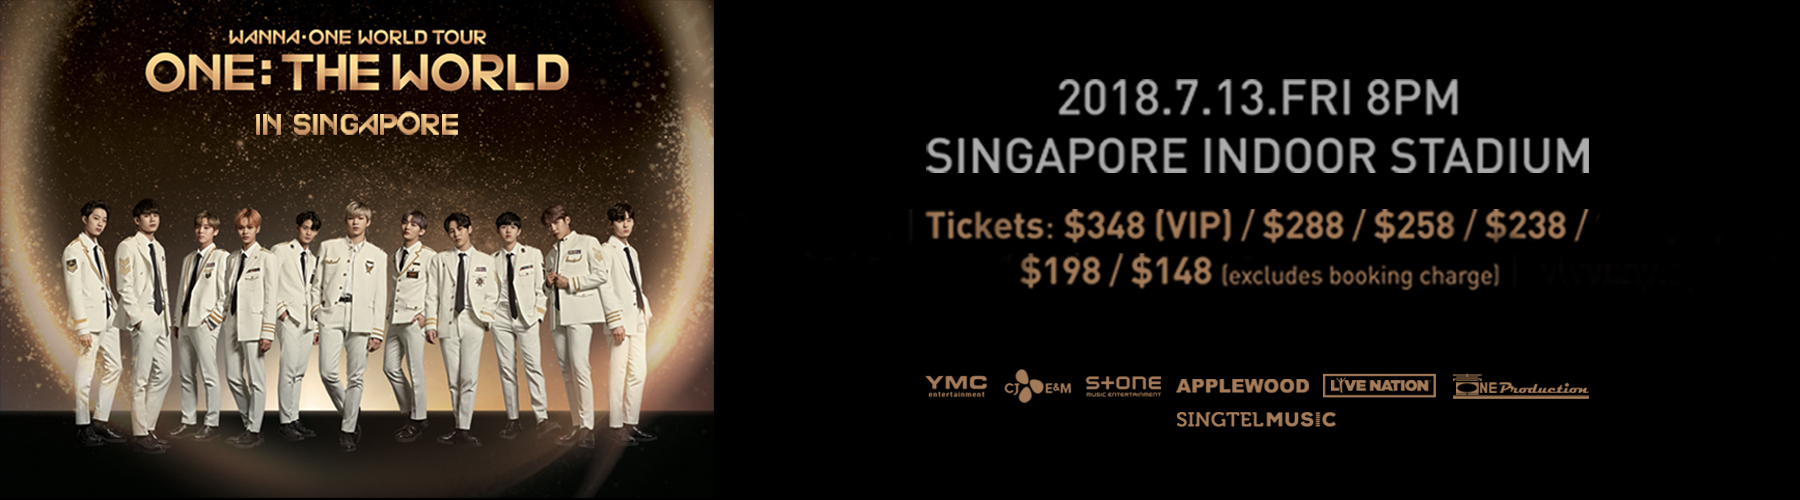 WANNA·ONE WORLD TOUR
ONE: THE WORLD
IN SINGAPORE
2018.7.13.FRI 8PM
SINGAPORE INDOOR STADIUM
Tickets: $348 (VIP) / $288 / $258 / $238 /
$198 / $148 (excludes booking charge)
YMC entertainment
CJ E&M
STONE MUSIC ENTERTAINMENT
APPLEWOOD
LIVE NATION
ONE Production
SINGTEL MUSIC